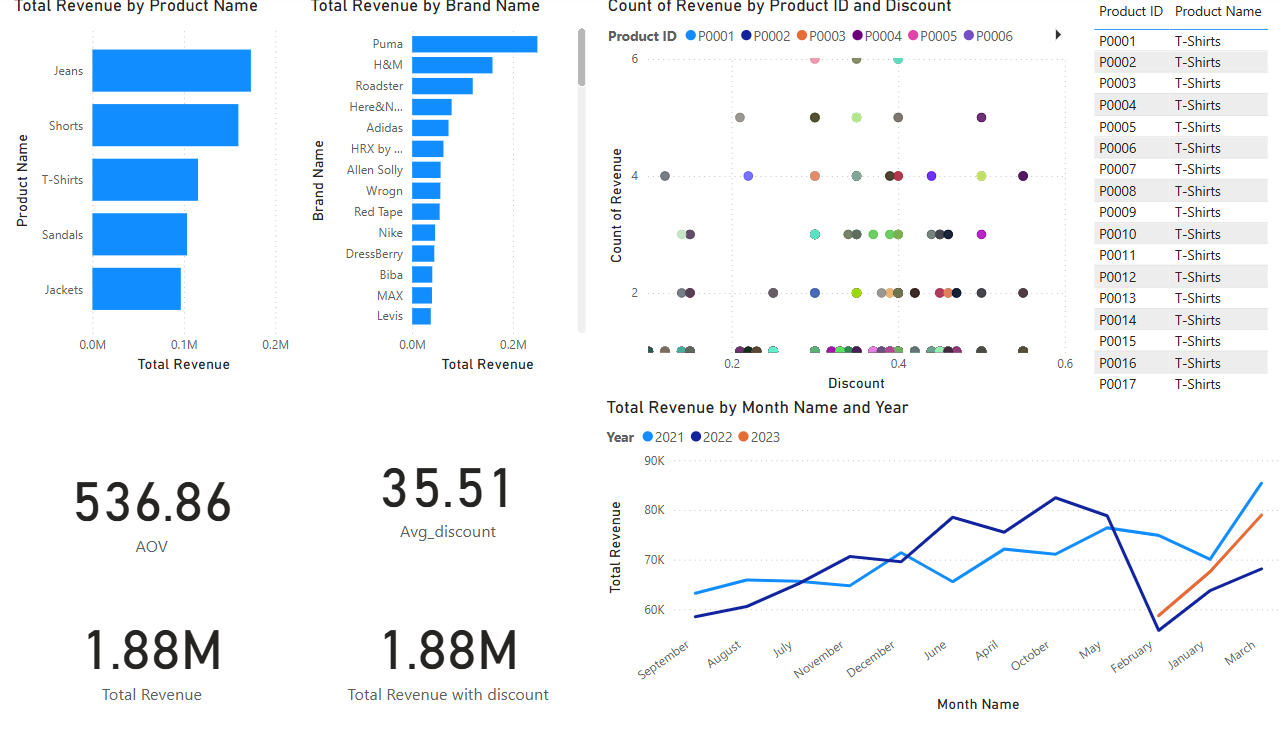 Total Revenue by Product Name
Product Name
Jeans
Shorts
T-Shirts
Sandals
Jackets
0.0M 0.1M 0.2M
Total Revenue
Total Revenue by Brand Name
Brand Name
Puma
H&M
Roadster
Here&N...
Adidas
HRX by ...
Allen Solly
Wrogn
Red Tape
Nike
DressBerry
Biba
MAX
Levis
0.0M 0.2M
Total Revenue
Count of Revenue by Product ID and Discount
Product ID P0001 P0002 P0003 P0004 P0005 P0006
Count of Revenue
6
4
2
0.2 0.4 0.6
Discount
Product ID Product Name
P0001 T-Shirts
P0002 T-Shirts
P0003 T-Shirts
P0004 T-Shirts
P0005 T-Shirts
P0006 T-Shirts
P0007 T-Shirts
P0008 T-Shirts
P0009 T-Shirts
P0010 T-Shirts
P0011 T-Shirts
P0012 T-Shirts
P0013 T-Shirts
P0014 T-Shirts
P0015 T-Shirts
P0016 T-Shirts
P0017 T-Shirts
536.86
AOV
35.51
Avg_discount
1.88M
Total Revenue
1.88M
Total Revenue with discount
Total Revenue by Month Name and Year
Year 2021 2022 2023
Total Revenue
90K
80K
70K
60K
September August July November December June April October May February January March
Month Name